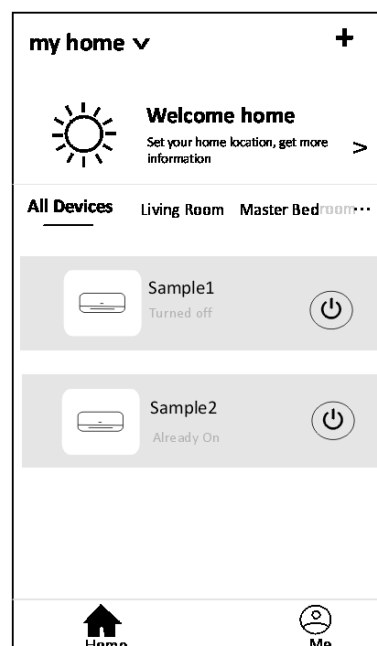 my home
Welcome home
Set your home location, get more
information
All Devices Living Room Master Bedroom
Sample1
Turned off
Sample2
Already On
Home Me